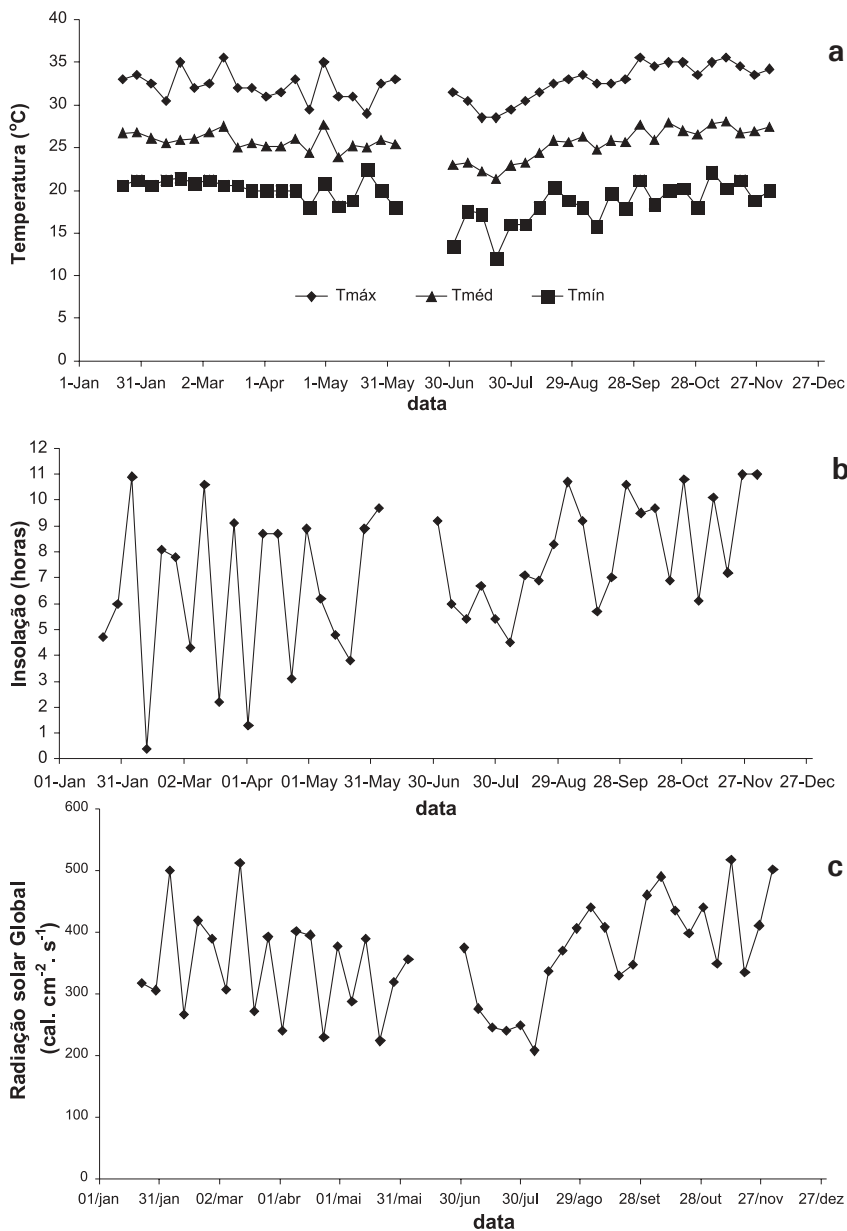 a
40
35
30
25
20
15
10
5
0
Temperatura (°C)
Tmáx Tméd Tmín
1-Jan 31-Jan 2-Mar 1-Apr 1-May 31-May 30-Jun 30-Jul 29-Aug 28-Sep 28-Oct 27-Nov 27-Dec
data
b
12
11
10
9
8
7
6
5
4
3
2
1
0
Insolação (horas)
01-Jan 31-Jan 02-Mar 01-Apr 01-May 31-May 30-Jun 30-Jul 29-Aug 28-Sep 28-Oct 27-Nov 27-Dec
data
c
600
500
400
300
200
100
0
Radiação solar Global
(cal. cm⁻². s⁻¹)
01/jan 31/jan 02/mar 01/abr 01/mai 31/mai 30/jun 30/jul 29/ago 28/set 28/out 27/nov 27/dez
data